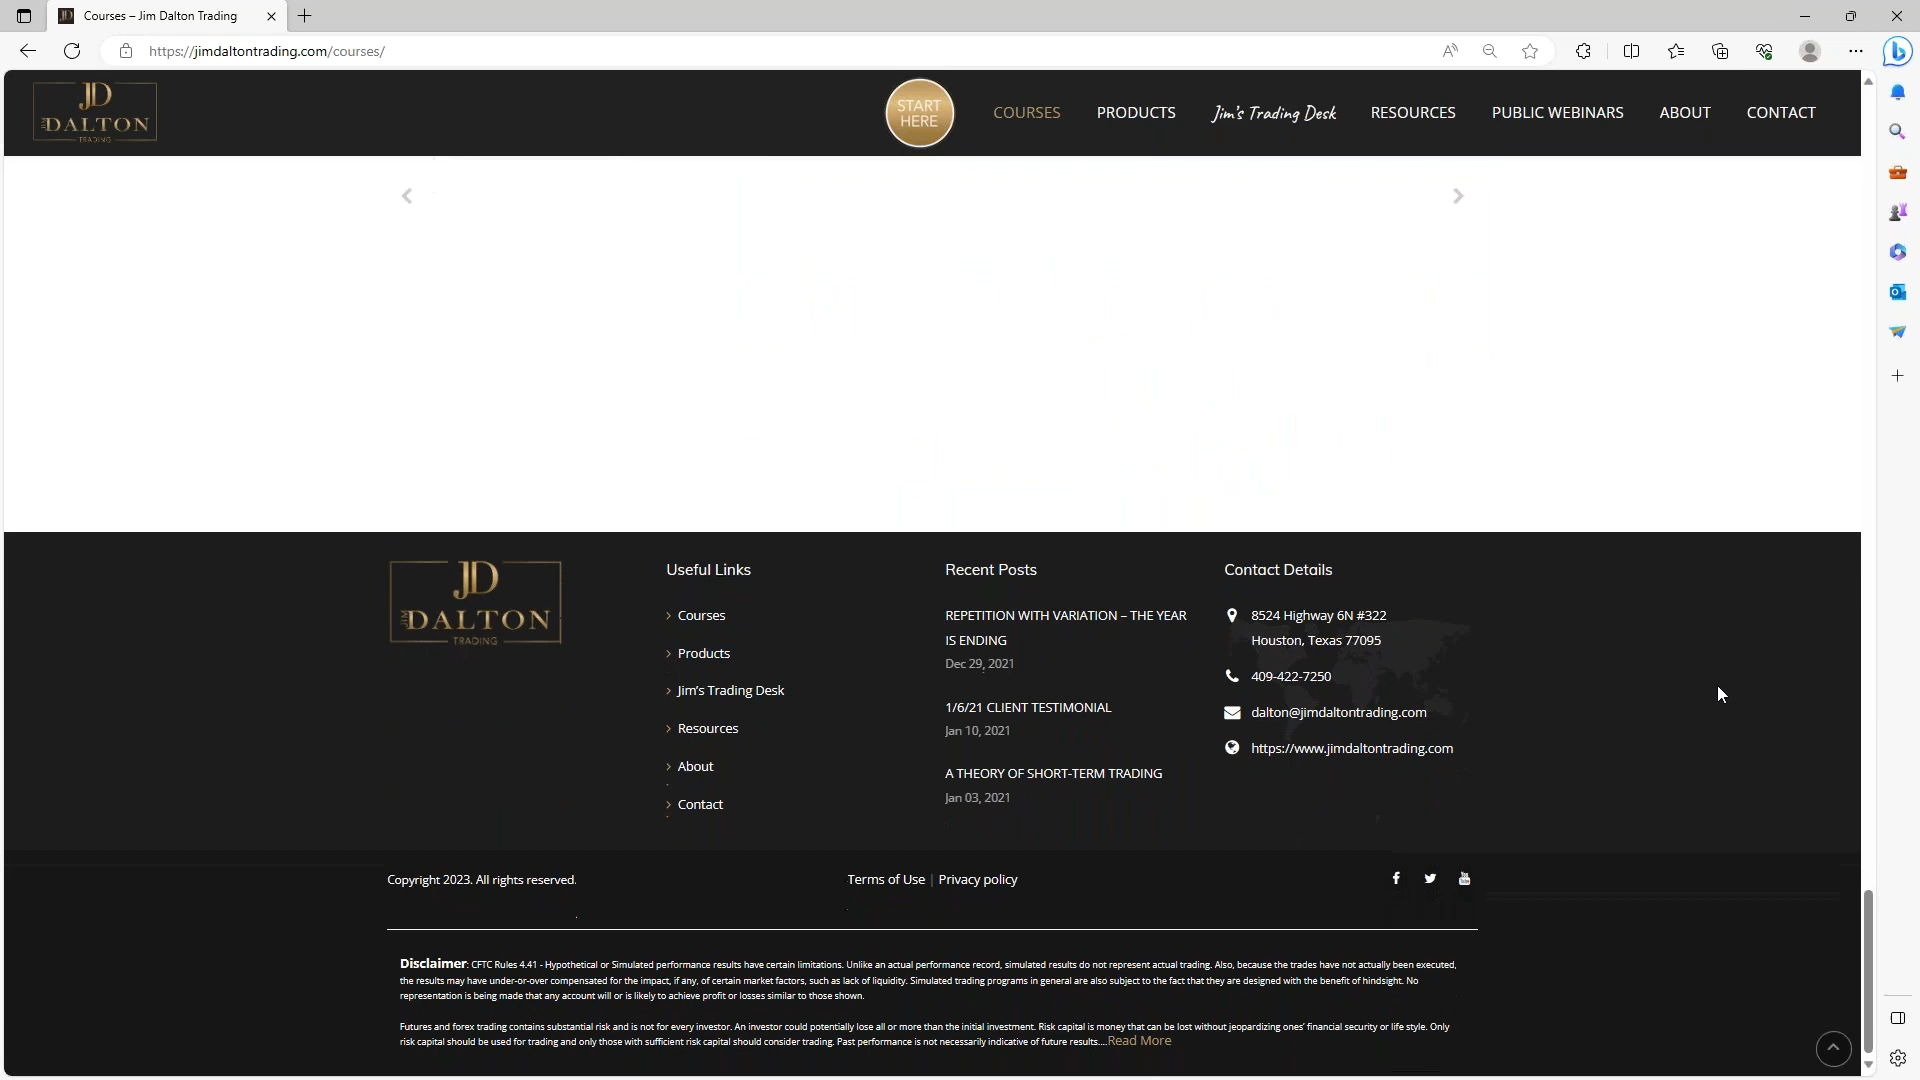 Courses – Jim Dalton Trading
https://jimdaltontrading.com/courses/
JD
JIM DALTON
TRADING
START
HERE
COURSES
PRODUCTS
Jim's Trading Desk
RESOURCES
PUBLIC WEBINARS
ABOUT
CONTACT
JD
JIM DALTON
TRADING
Useful Links
Courses
Products
Jim's Trading Desk
Resources
About
Contact
Recent Posts
REPETITION WITH VARIATION – THE YEAR
IS ENDING
Dec 29, 2021
1/6/21 CLIENT TESTIMONIAL
Jan 10, 2021
A THEORY OF SHORT-TERM TRADING
Jan 03, 2021
Contact Details
8524 Highway 6N #322
Houston, Texas 77095
409-422-7250
dalton@jimdaltontrading.com
https://www.jimdaltontrading.com
Copyright 2023. All rights reserved.
Terms of Use | Privacy policy
Disclaimer: CFTC Rules 4.41 - Hypothetical or Simulated performance results have certain limitations. Unlike an actual performance record, simulated results do not represent actual trading. Also, because the trades have not actually been executed,
the results may have under-or-over compensated for the impact, if any, of certain market factors, such as lack of liquidity. Simulated trading programs in general are also subject to the fact that they are designed with the benefit of hindsight. No
representation is being made that any account will or is likely to achieve profit or losses similar to those shown.
Futures and forex trading contains substantial risk and is not for every investor. An investor could potentially lose all or more than the initial investment. Risk capital is money that can be lost without jeopardizing ones' financial security or life style. Only
risk capital should be used for trading and only those with sufficient risk capital should consider trading. Past performance is not necessarily indicative of future results....Read More